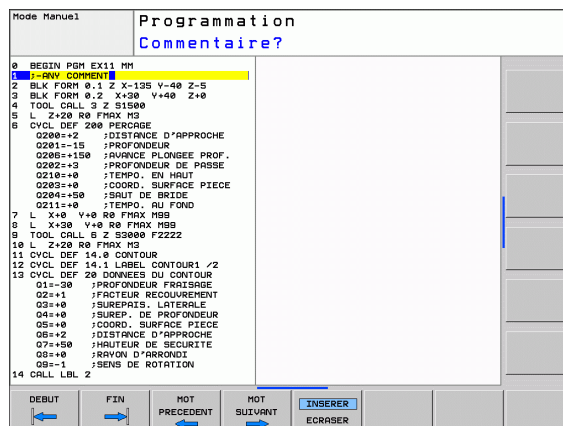 Mode Manuel
Programmation
Commentaire?
0 BEGIN PGM EX11 MM
1 ;-ANY COMMENT
2 BLK FORM 0.1 Z X-135 Y-40 Z-5
3 BLK FORM 0.2 X+30 Y+40 Z+0
4 TOOL CALL 3 Z S1500
5 L Z+20 R0 FMAX M3
6 CYCL DEF 200 PERCAGE
Q200=+2 ;DISTANCE D'APPROCHE
Q201=-15 ;PROFONDEUR
Q206=+150 ;AVANCE PLONGEE PROF.
Q202=+3 ;PROFONDEUR DE PASSE
Q210=+0 ;TEMPO. EN HAUT
Q203=+0 ;COORD. SURFACE PIECE
Q204=+50 ;SAUT DE BRIDE
Q211=+0 ;TEMPO. AU FOND
7 L X+0 Y+0 R0 FMAX M99
8 L X+30 Y+0 R0 FMAX M99
9 TOOL CALL 6 Z S3000 F2222
10 L Z+20 R0 FMAX M3
11 CYCL DEF 14.0 CONTOUR
12 CYCL DEF 14.1 LABEL CONTOUR1 /2
13 CYCL DEF 20 DONNEES DU CONTOUR
Q1=-30 ;PROFONDEUR FRAISAGE
Q2=+1 ;FACTEUR RECOUVREMENT
Q3=+0 ;SUREPAIS. LATERALE
Q4=+0 ;SUREP. DE PROFONDEUR
Q5=+0 ;COORD. SURFACE PIECE
Q6=+2 ;DISTANCE D'APPROCHE
Q7=+50 ;HAUTEUR DE SECURITE
Q8=+0 ;RAYON D'ARRONDI
Q9=-1 ;SENS DE ROTATION
14 CALL LBL 2
DEBUT
FIN
MOT PRECEDENT
MOT SUIVANT
INSERER
ECRASER